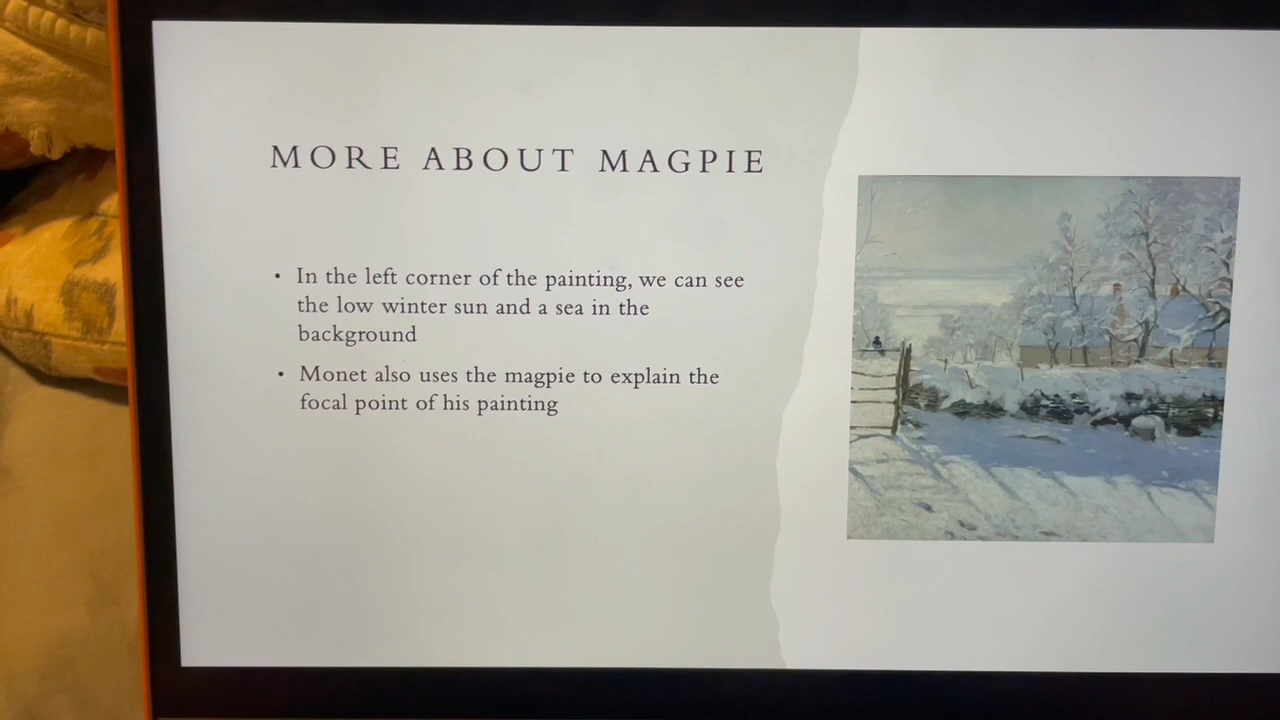 MORE ABOUT MAGPIE
• In the left corner of the painting, we can see
the low winter sun and a sea in the
background
• Monet also uses the magpie to explain the
focal point of his painting